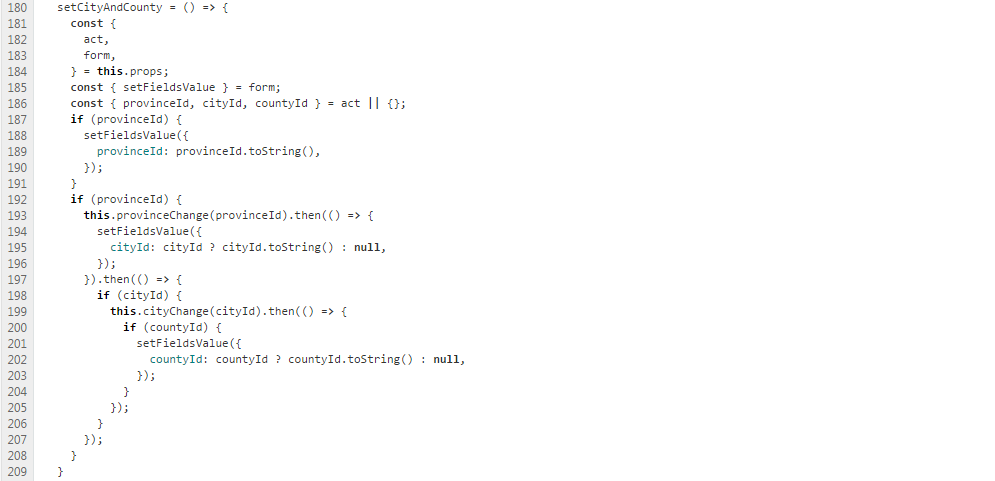 180 setCityAndCounty = () => {
181 const {
182 act,
183 form,
184 } = this.props;
185 const { setFieldsValue } = form;
186 const { provinceId, cityId, countyId } = act || {};
187 if (provinceId) {
188 setFieldsValue({
189 provinceId: provinceId.toString(),
190 });
191 }
192 if (provinceId) {
193 this.provinceChange(provinceId).then(() => {
194 setFieldsValue({
195 cityId: cityId ? cityId.toString() : null,
196 });
197 }).then(() => {
198 if (cityId) {
199 this.cityChange(cityId).then(() => {
200 if (countyId) {
201 setFieldsValue({
202 countyId: countyId ? countyId.toString() : null,
203 });
204 }
205 });
206 }
207 });
208 }
209 }